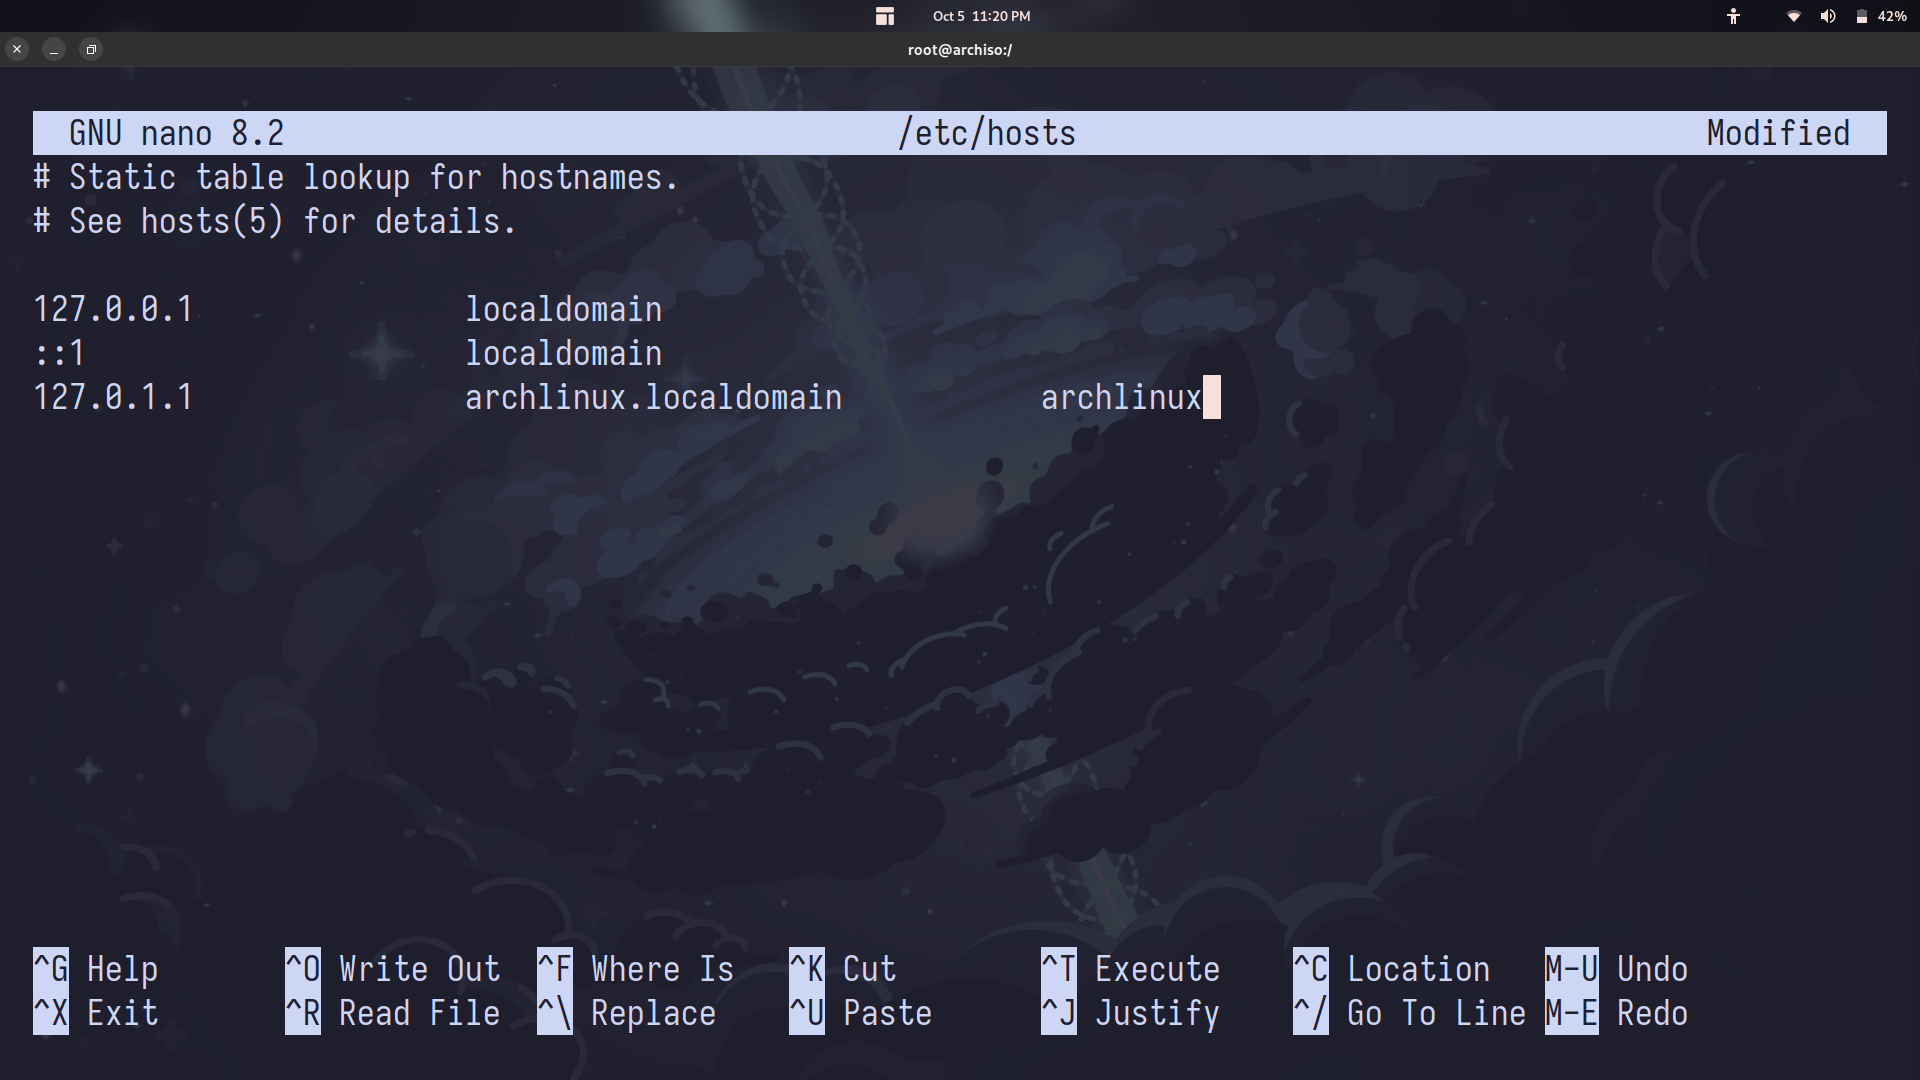 Oct 5 11:20 PM
42%
root@archiso:/
GNU nano 8.2 /etc/hosts Modified
# Static table lookup for hostnames.
# See hosts(5) for details.
127.0.0.1 localdomain
::1 localdomain
127.0.1.1 archlinux.localdomain archlinux
^G Help ^O Write Out ^F Where Is ^K Cut ^T Execute ^C Location M-U Undo
^X Exit ^R Read File ^\ Replace ^U Paste ^J Justify ^/ Go To Line M-E Redo